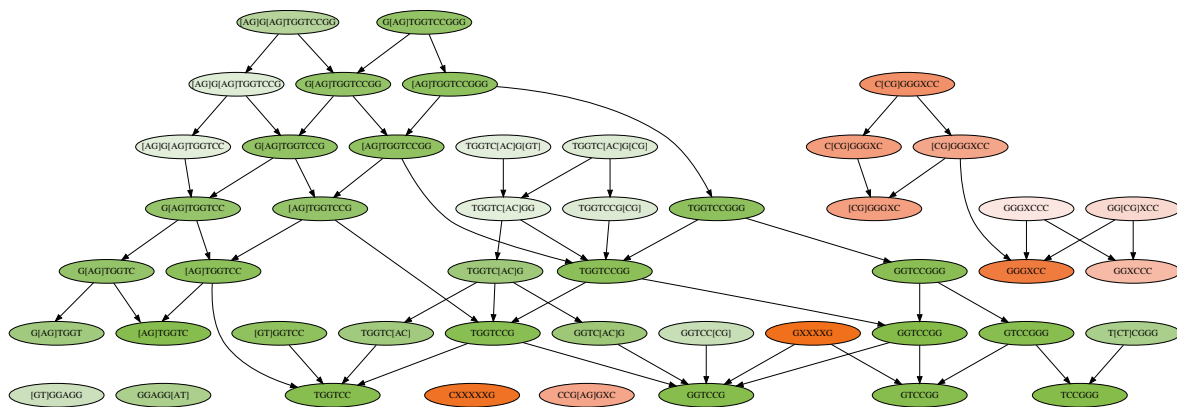 [AG]G[AG]TGGTCCGG
G[AG]TGGTCCGGG
[AG]G[AG]TGGTCCG
G[AG]TGGTCCGG
[AG]TGGTCCGGG
C[CG]GGGXCC
[AG]G[AG]TGGTCC
G[AG]TGGTCCG
[AG]TGGTCCGG
TGGTC[AC]G[GT]
TGGTC[AC]G[CG]
C[CG]GGGXC
[CG]GGGXCC
G[AG]TGGTCC
[AG]TGGTCCG
TGGTC[AC]GG
TGGTCCG[CG]
TGGTCCGGG
[CG]GGGXC
GGGXCCC
GG[CG]XCC
G[AG]TGGTC
[AG]TGGTCC
TGGTC[AC]G
TGGTCCGG
GGTCCGGG
GGGXCC
GGXCCC
G[AG]TGGT
[AG]TGGTC
[GT]GGTCC
TGGTC[AC]
TGGTCCG
GGTC[AC]G
GGTCC[CG]
GXXXXG
GGTCCGG
GTCCGGG
T[CT]CGGG
[GT]GGAGG
GGAGG[AT]
TGGTCC
CXXXXXG
CCG[AG]GXC
GGTCCG
GTCCGG
TCCGGG